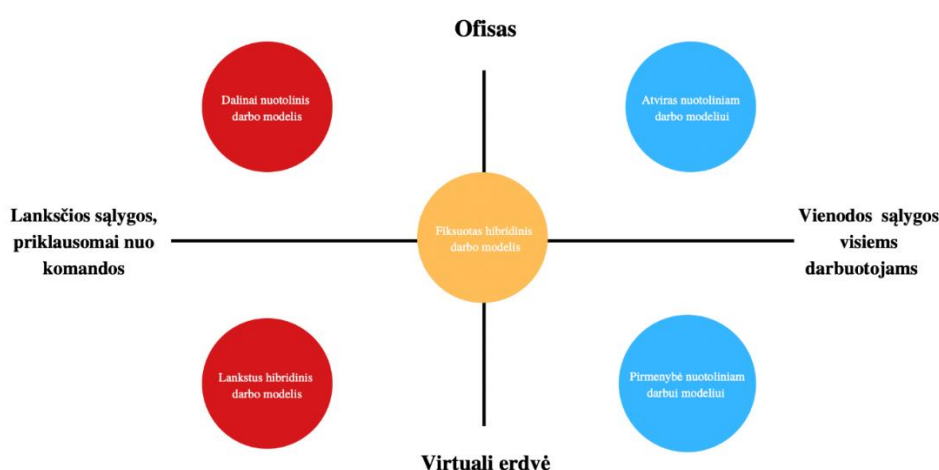 Ofisas
Dalinai nuotolinis
darbo modelis
Atviras nuotoliniam
darbo modeliui
Lanksčios sąlygos,
priklausomai nuo
komandos
Fiksuotas hibridinis
darbo modelis
Vienodos sąlygos
visiems
darbuotojams
Lankstus hibridinis
darbo modelis
Pirmenybė nuotoliniam
darbui modeliui
Virtuali erdvė